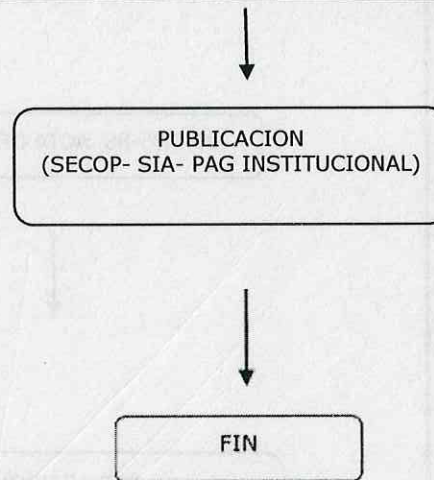 PUBLICACION
(SECOP- SIA- PAG INSTITUCIONAL)
FIN